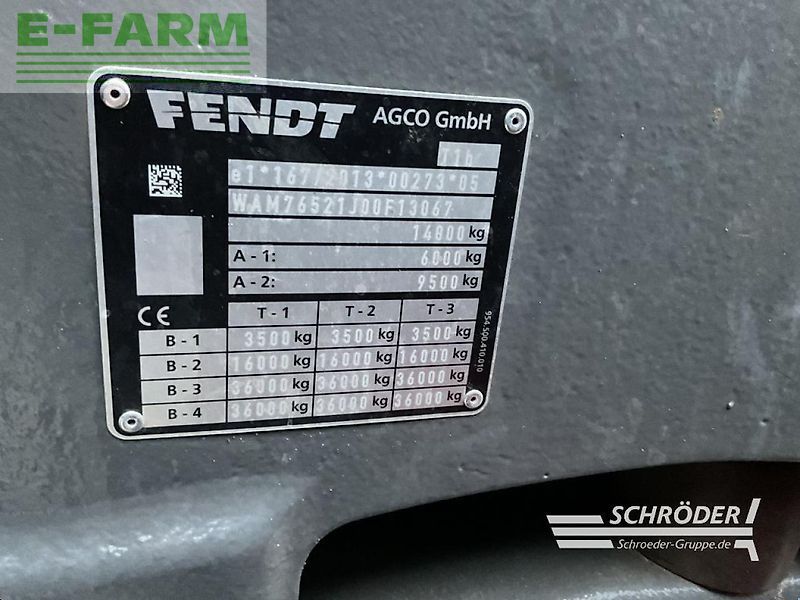 E-FARM
FENDT AGCO GmbH
T1b
e1*167/2013*00273*05
WAM76521J00F13067
14000 kg
A - 1: 6000 kg
A - 2: 9500 kg
CE T - 1 T - 2 T - 3
B - 1 3500 kg 3500 kg 3500 kg
B - 2 16000 kg 16000 kg 16000 kg
B - 3 36000 kg 36000 kg 36000 kg
B - 4 36000 kg 36000 kg 36000 kg
954.500.410.010
SCHRÖDER
Schroeder-Gruppe.de